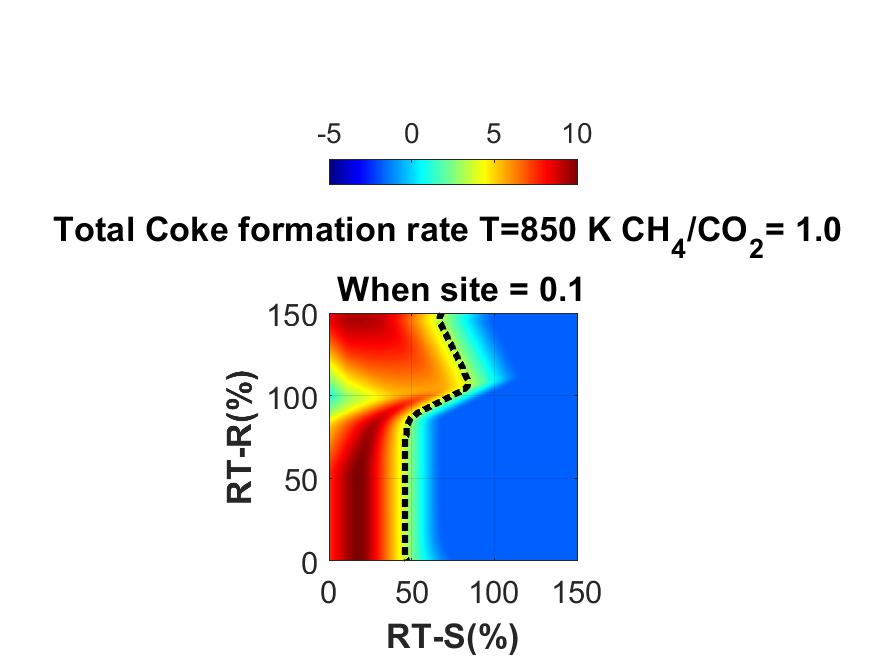 -5 0 5 10
Total Coke formation rate T=850 K CH₄/CO₂= 1.0
When site = 0.1
150
100
50
0
RT-R(%)
0 50 100 150
RT-S(%)